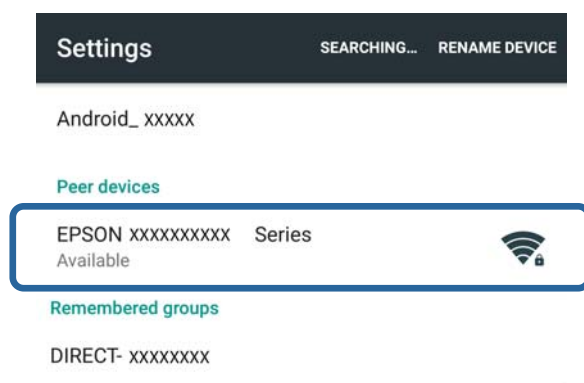 Settings SEARCHING... RENAME DEVICE
Android_ xxxxx
Peer devices
EPSON xxxxxxxxxx Series
Available
Remembered groups
DIRECT- xxxxxxxx